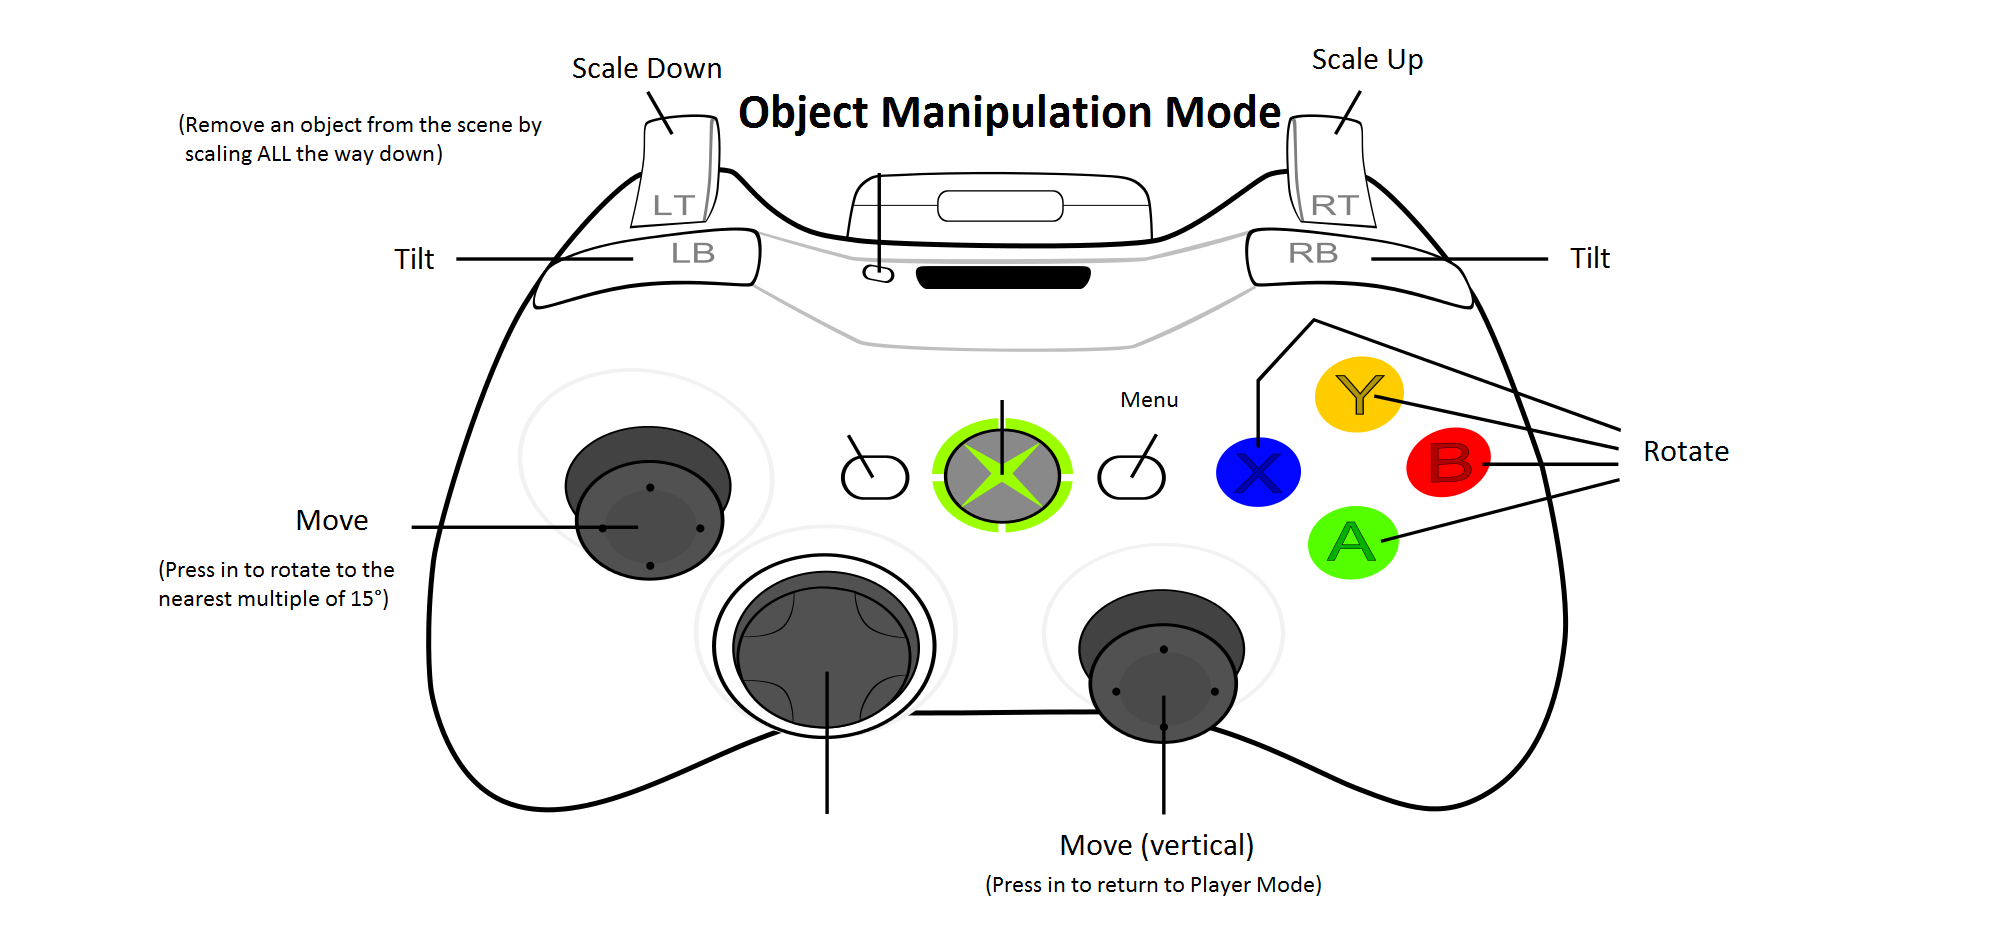 Scale Down
Scale Up
Object Manipulation Mode
(Remove an object from the scene by
scaling ALL the way down)
LT
RT
Tilt
LB
RB
Tilt
Menu
Y
B
X
A
Rotate
Move
(Press in to rotate to the
nearest multiple of 15°)
Move (vertical)
(Press in to return to Player Mode)